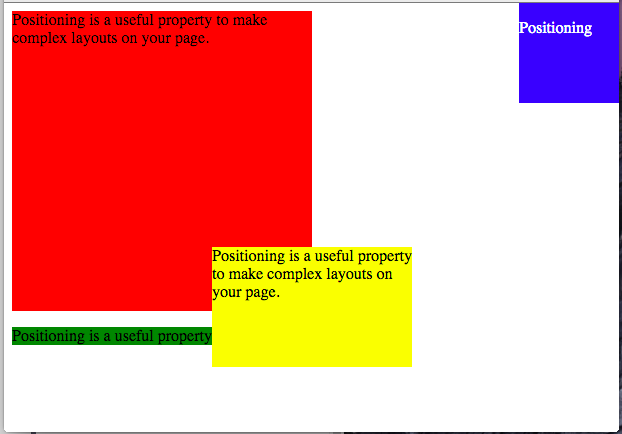 Positioning is a useful property to make
complex layouts on your page.
Positioning
Positioning is a useful property
to make complex layouts on
your page.
Positioning is a useful property